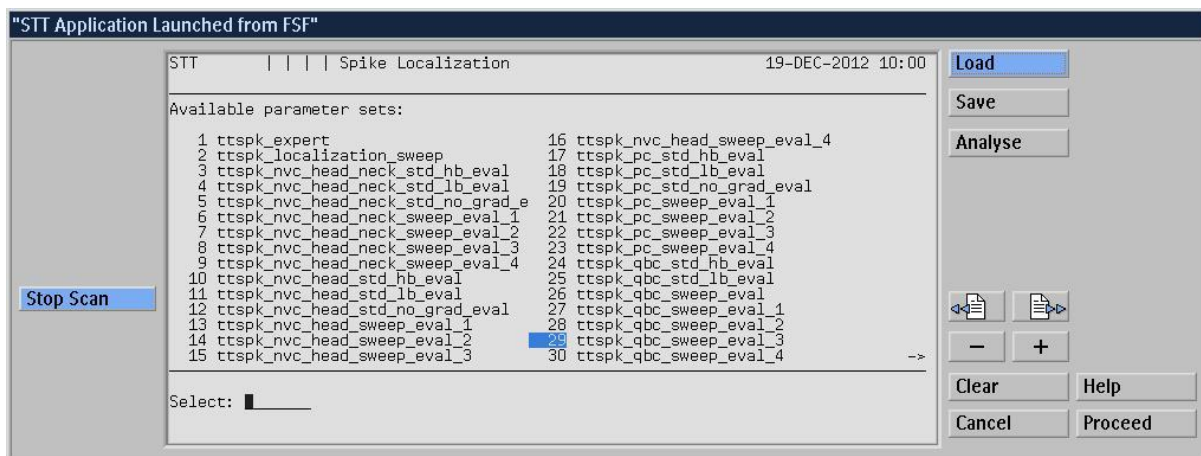 "STT Application Launched from FSF"
STT | | | | Spike Localization 19-DEC-2012 10:00
Available parameter sets:
1 ttspk_expert
2 ttspk_localization_sweep
3 ttspk_nvc_head_neck_std_hb_eval
4 ttspk_nvc_head_neck_std_lb_eval
5 ttspk_nvc_head_neck_std_no_grad_e
6 ttspk_nvc_head_neck_sweep_eval_1
7 ttspk_nvc_head_neck_sweep_eval_2
8 ttspk_nvc_head_neck_sweep_eval_3
9 ttspk_nvc_head_neck_sweep_eval_4
10 ttspk_nvc_head_std_hb_eval
11 ttspk_nvc_head_std_lb_eval
12 ttspk_nvc_head_std_no_grad_eval
13 ttspk_nvc_head_sweep_eval_1
14 ttspk_nvc_head_sweep_eval_2
15 ttspk_nvc_head_sweep_eval_3
16 ttspk_nvc_head_sweep_eval_4
17 ttspk_pc_std_hb_eval
18 ttspk_pc_std_lb_eval
19 ttspk_pc_std_no_grad_eval
20 ttspk_pc_sweep_eval_1
21 ttspk_pc_sweep_eval_2
22 ttspk_pc_sweep_eval_3
23 ttspk_pc_sweep_eval_4
24 ttspk_qbc_std_hb_eval
25 ttspk_qbc_std_lb_eval
26 ttspk_qbc_sweep_eval
27 ttspk_qbc_sweep_eval_1
28 ttspk_qbc_sweep_eval_2
29 ttspk_qbc_sweep_eval_3
30 ttspk_qbc_sweep_eval_4 ->
Select:
Stop Scan
Load
Save
Analyse
− +
Clear Help
Cancel Proceed